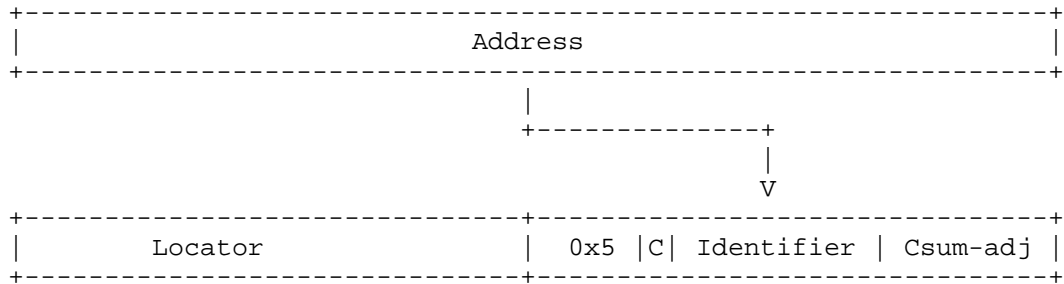 Address
V
Locator | 0x5 |C| Identifier | Csum-adj